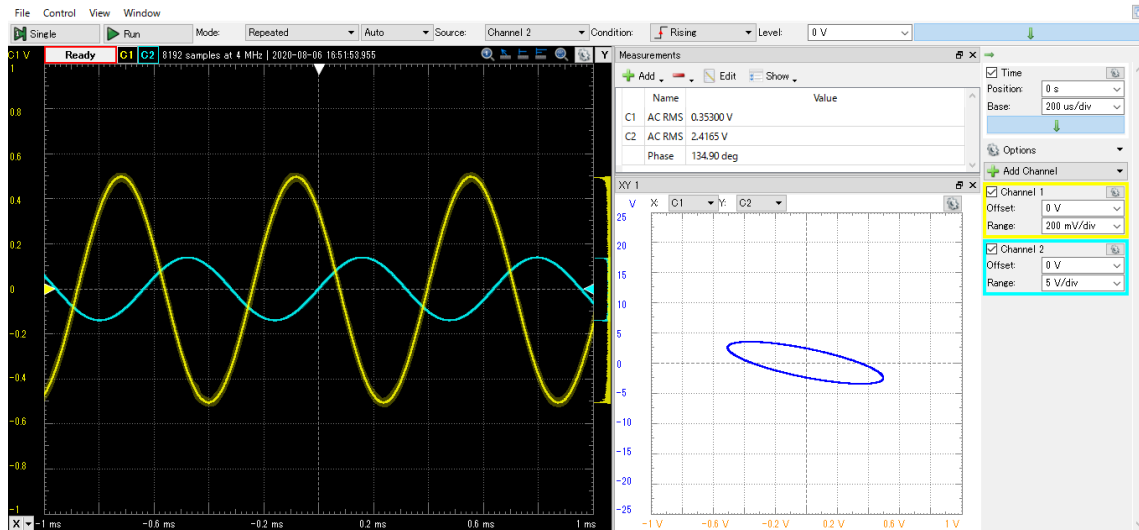 File Control View Window
Single Run Mode: Repeated Auto Source: Channel 2 Condition: Rising Level: 0 V
C1 V Ready C1 C2 8192 samples at 4 MHz | 2020-08-06 16:51:53.955 Y
1
0.8
0.6
0.4
0.2
0
-0.2
-0.4
-0.6
-0.8
-1
X -1 ms -0.6 ms -0.2 ms 0.2 ms 0.6 ms 1 ms
Measurements
Add Edit Show
Name Value
C1 AC RMS 0.35300 V
C2 AC RMS 2.4165 V
Phase 134.90 deg
XY 1
V X: C1 Y: C2
25
20
15
10
5
0
-5
-10
-15
-20
-25
-1 V -0.6 V -0.2 V 0.2 V 0.6 V 1 V
Time
Position: 0 s
Base: 200 us/div
Options
Add Channel
Channel 1
Offset: 0 V
Range: 200 mV/div
Channel 2
Offset: 0 V
Range: 5 V/div